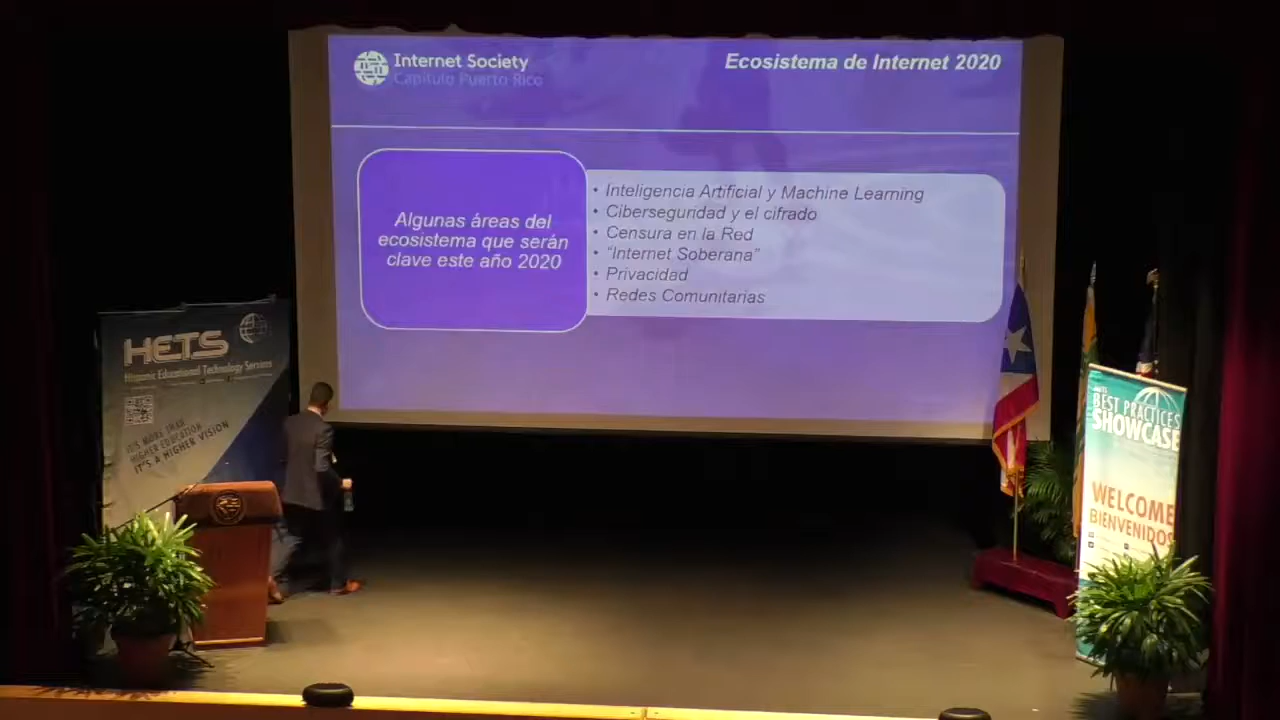 Internet Society
Capítulo Puerto Rico
Ecosistema de Internet 2020
Algunas áreas del
ecosistema que serán
clave este año 2020
• Inteligencia Artificial y Machine Learning
• Ciberseguridad y el cifrado
• Censura en la Red
• “Internet Soberana”
• Privacidad
• Redes Comunitarias
HETS
Hispanic Educational Technology Services
IT'S MORE THAN
HIGHER EDUCATION
IT'S A HIGHER VISION
BEST PRACTICES
SHOWCASE
WELCOME
BIENVENIDOS